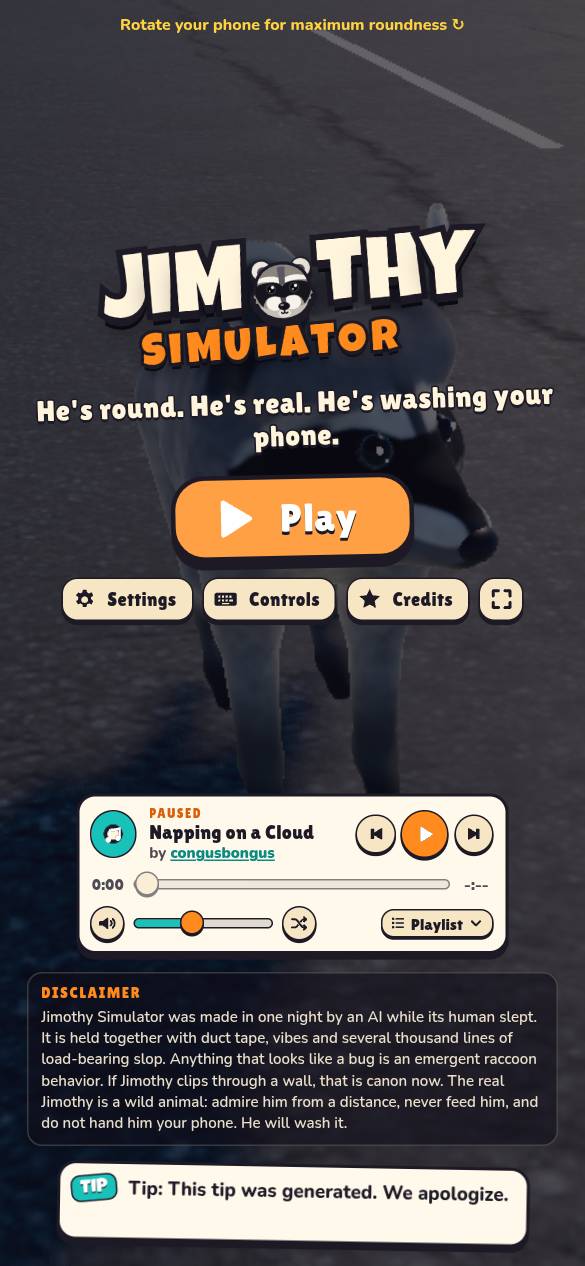 Rotate your phone for maximum roundness ↻
JIM THY
SIMULATOR
He's round. He's real. He's washing your
phone.
Play
Settings
Controls
Credits
PAUSED
Napping on a Cloud
by congusbongus
0:00
-:--
Playlist
DISCLAIMER
Jimothy Simulator was made in one night by an AI while its human slept.
It is held together with duct tape, vibes and several thousand lines of
load-bearing slop. Anything that looks like a bug is an emergent raccoon
behavior. If Jimothy clips through a wall, that is canon now. The real
Jimothy is a wild animal: admire him from a distance, never feed him, and
do not hand him your phone. He will wash it.
TIP
Tip: This tip was generated. We apologize.